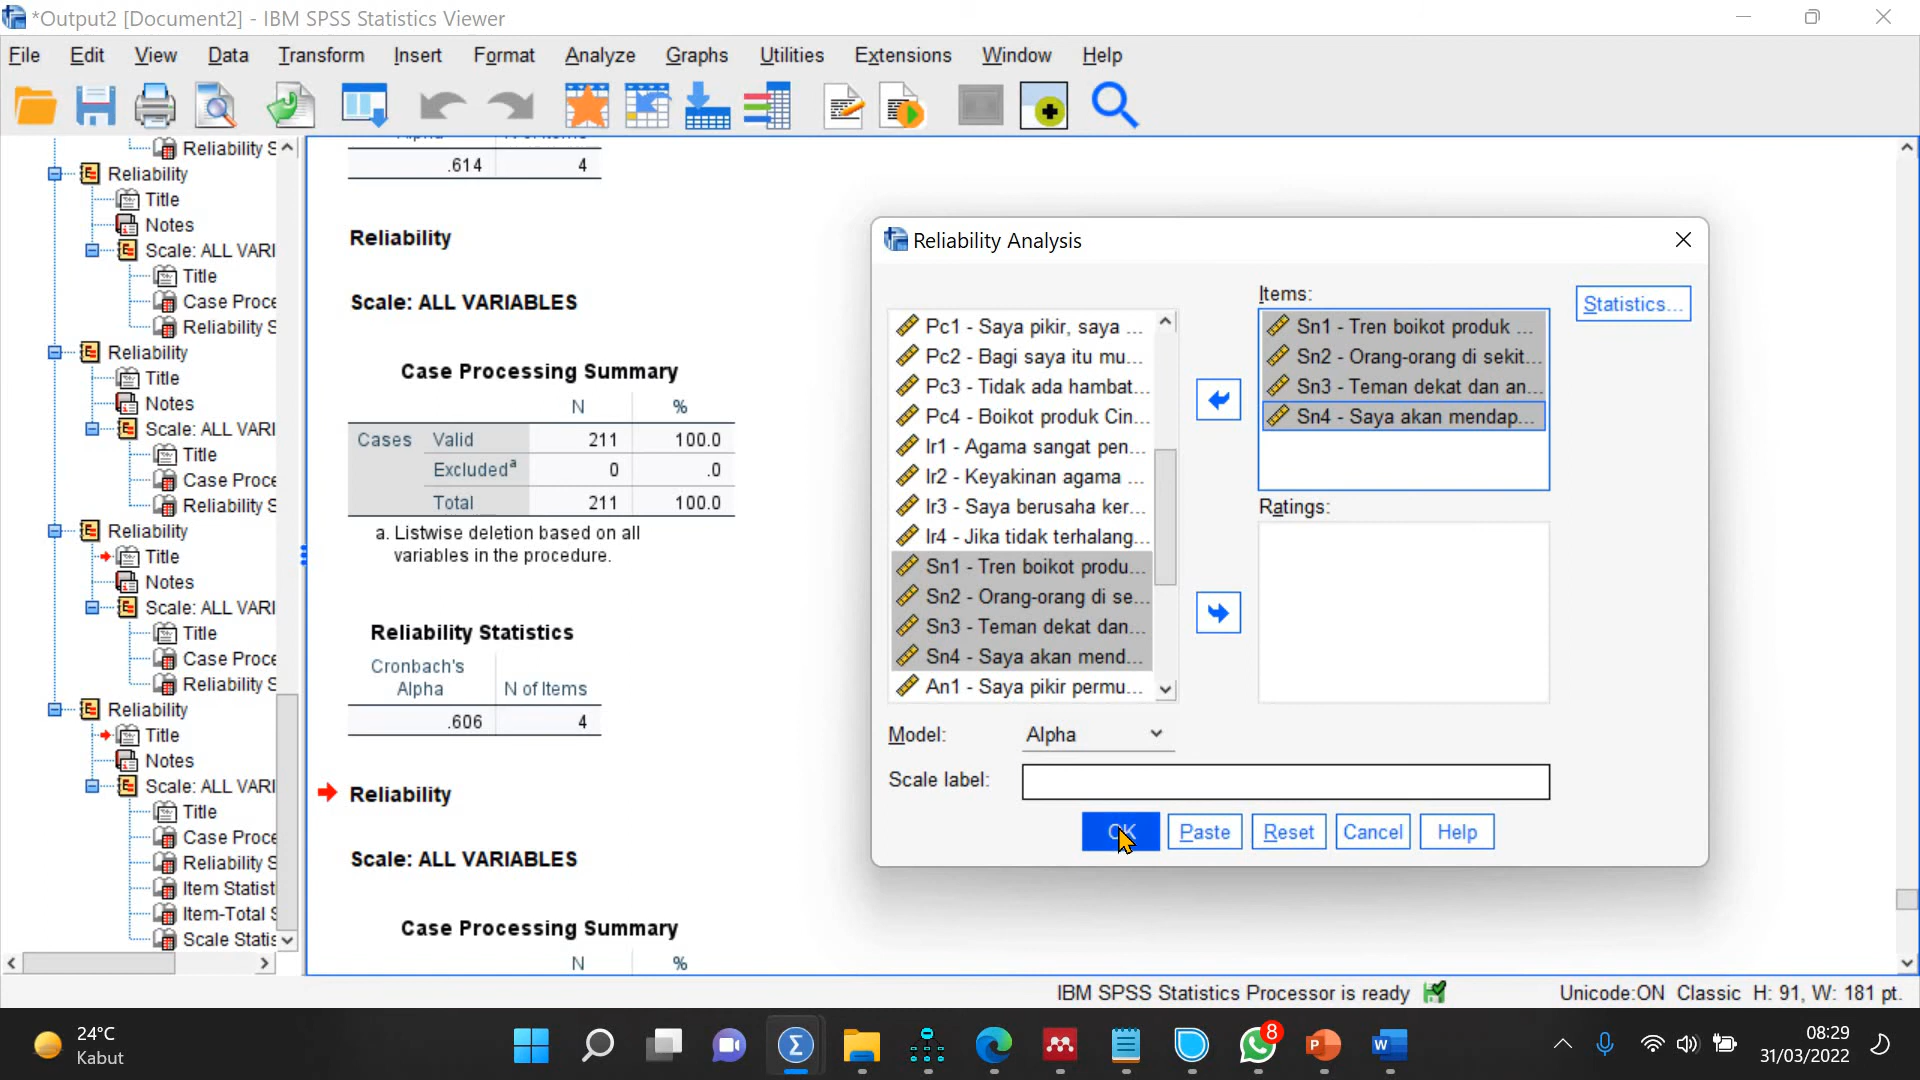 *Output2 [Document2] - IBM SPSS Statistics Viewer
File Edit View Data Transform Insert Format Analyze Graphs Utilities Extensions Window Help
Reliability S
Reliability
Title
Notes
Scale: ALL VARI
Title
Case Proce
Reliability S
Reliability
Title
Notes
Scale: ALL VARI
Title
Case Proce
Reliability S
Reliability
Title
Notes
Scale: ALL VARI
Title
Case Proce
Reliability S
Reliability
Title
Notes
Scale: ALL VARI
Title
Case Proce
Reliability S
Item Statist
Item-Total S
Scale Statis
Alpha N of Items
.614 4
Reliability
Scale: ALL VARIABLES
Case Processing Summary
N %
Cases Valid 211 100.0
Excludeda 0 .0
Total 211 100.0
a. Listwise deletion based on all
variables in the procedure.
Reliability Statistics
Cronbach's
Alpha N of Items
.606 4
Reliability
Scale: ALL VARIABLES
Case Processing Summary
N %
Reliability Analysis
Pc1 - Saya pikir, saya ...
Pc2 - Bagi saya itu mu...
Pc3 - Tidak ada hambat...
Pc4 - Boikot produk Cin...
Ir1 - Agama sangat pen...
Ir2 - Keyakinan agama ...
Ir3 - Saya berusaha ker...
Ir4 - Jika tidak terhalang...
Sn1 - Tren boikot produ...
Sn2 - Orang-orang di se...
Sn3 - Teman dekat dan...
Sn4 - Saya akan mend...
An1 - Saya pikir permu...
Items:
Sn1 - Tren boikot produk ...
Sn2 - Orang-orang di sekit...
Sn3 - Teman dekat dan an...
Sn4 - Saya akan mendap...
Statistics...
Ratings:
Model: Alpha
Scale label:
OK Paste Reset Cancel Help
IBM SPSS Statistics Processor is ready
Unicode:ON Classic H: 91, W: 181 pt.
24°C
Kabut
8
08:29
31/03/2022